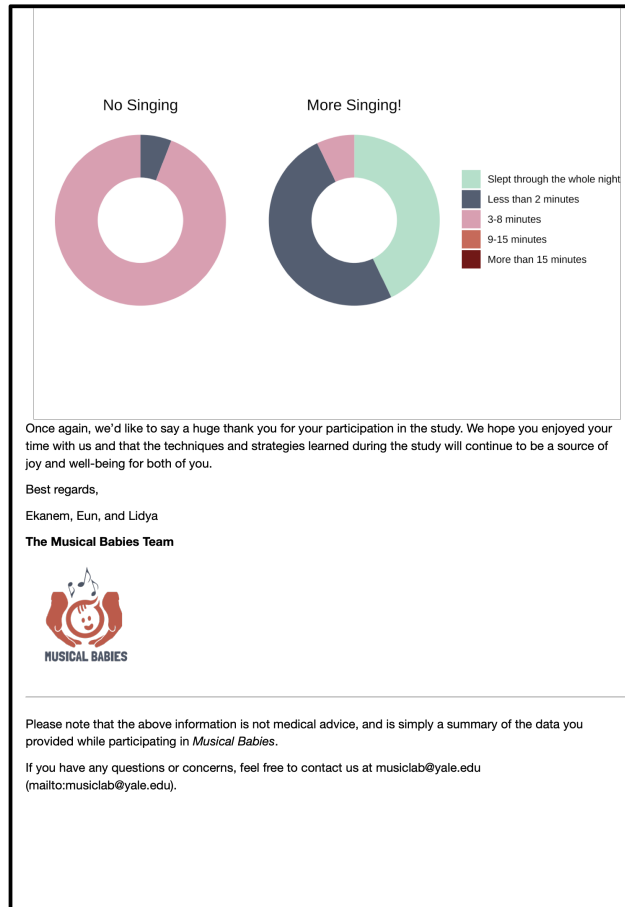 No Singing
More Singing!
Slept through the whole night
Less than 2 minutes
3-8 minutes
9-15 minutes
More than 15 minutes
Once again, we’d like to say a huge thank you for your participation in the study. We hope you enjoyed your
time with us and that the techniques and strategies learned during the study will continue to be a source of
joy and well-being for both of you.
Best regards,
Ekanem, Eun, and Lidya
The Musical Babies Team
MUSICAL BABIES
Please note that the above information is not medical advice, and is simply a summary of the data you
provided while participating in Musical Babies.
If you have any questions or concerns, feel free to contact us at musiclab@yale.edu
(mailto:musiclab@yale.edu).